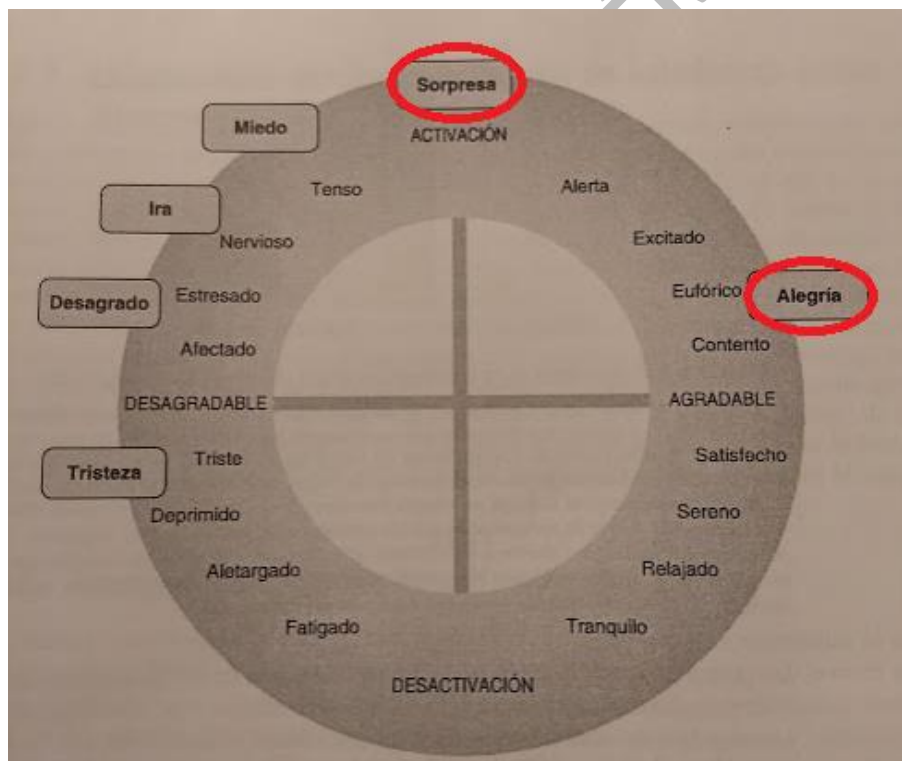 Sorpresa
Miedo
ACTIVACIÓN
Tenso
Alerta
Ira
Nervioso
Excitado
Desagrado
Estresado
Eufórico
Alegría
Afectado
Contento
DESAGRADABLE
AGRADABLE
Tristeza
Triste
Satisfecho
Deprimido
Sereno
Aletargado
Relajado
Fatigado
Tranquilo
DESACTIVACIÓN